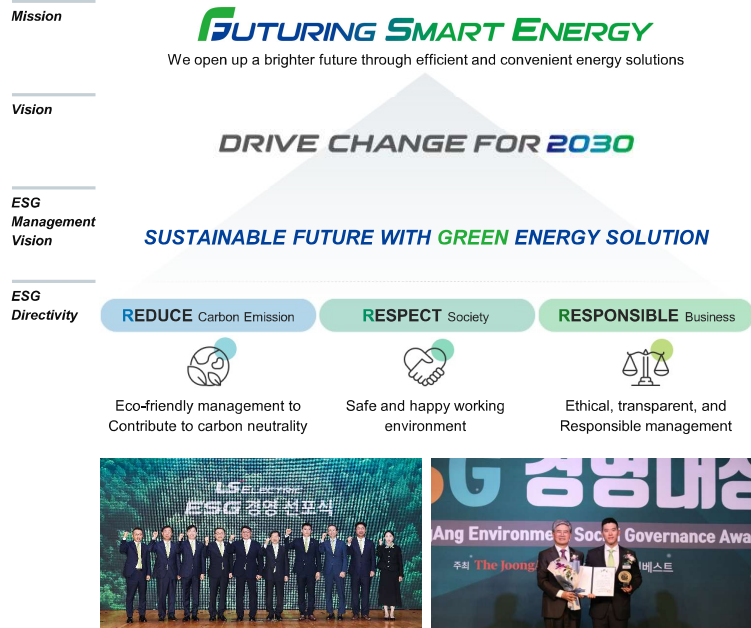 Mission
FUTURING SMART ENERGY
We open up a brighter future through efficient and convenient energy solutions
Vision
DRIVE CHANGE FOR 2030
ESG
Management
Vision
SUSTAINABLE FUTURE WITH GREEN ENERGY SOLUTION
ESG
Directivity
REDUCE Carbon Emission
RESPECT Society
RESPONSIBLE Business
Eco-friendly management to
Contribute to carbon neutrality
Safe and happy working
environment
Ethical, transparent, and
Responsible management
LS ELECTRIC
ESG 경영 선포식
G 경영대상
Ang Environment Social Governance Awa
주최 The Joong
베스트